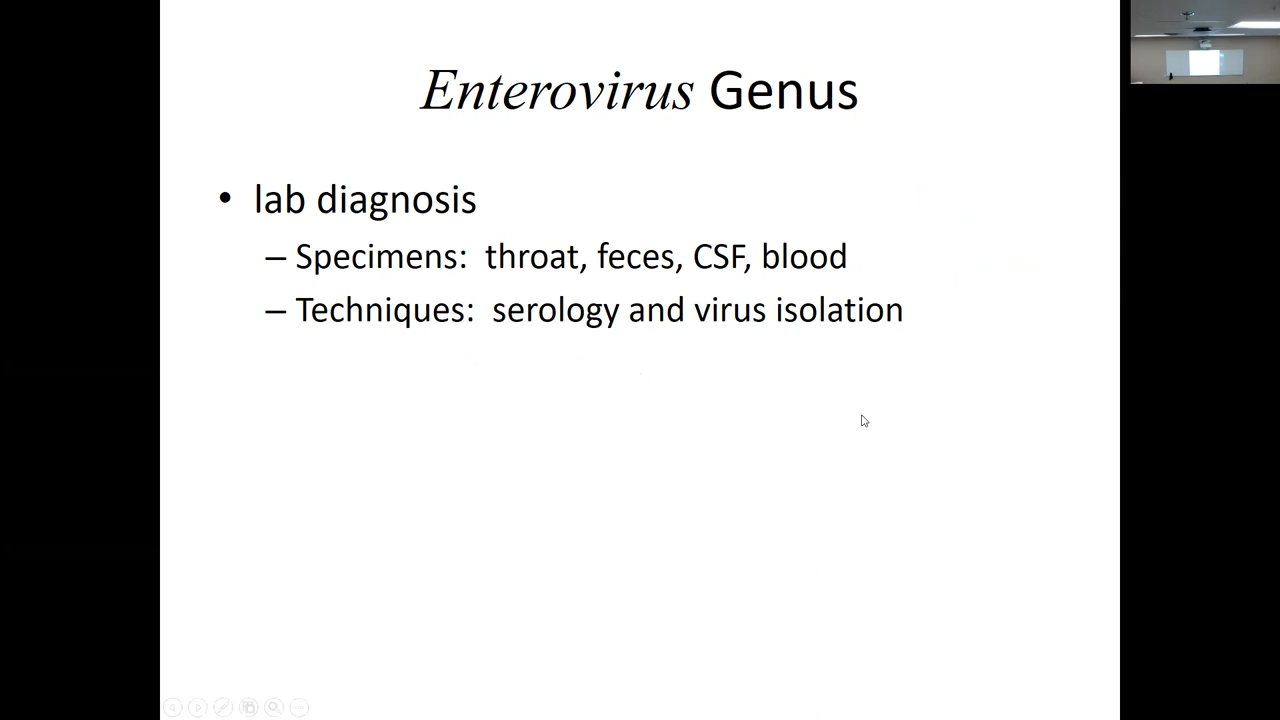 Enterovirus Genus
• lab diagnosis
– Specimens: throat, feces, CSF, blood
– Techniques: serology and virus isolation